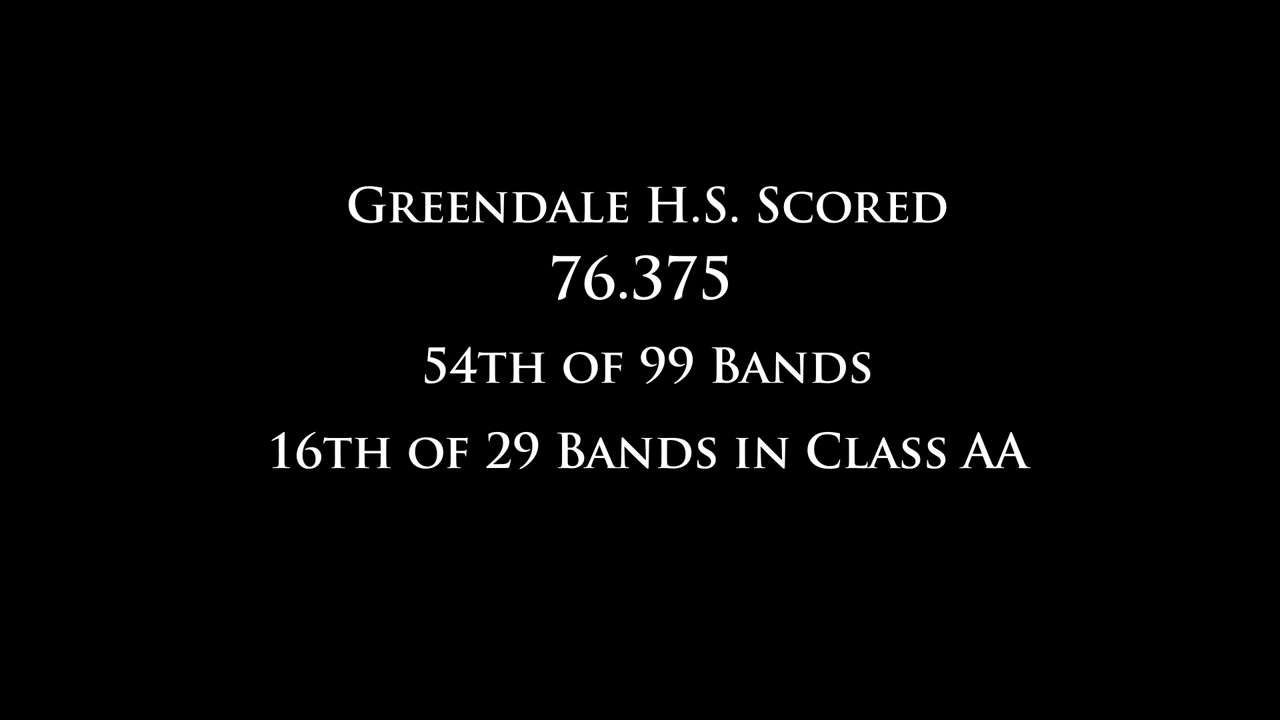 Greendale H.S. Scored
76.375
54th of 99 Bands
16th of 29 Bands in Class AA